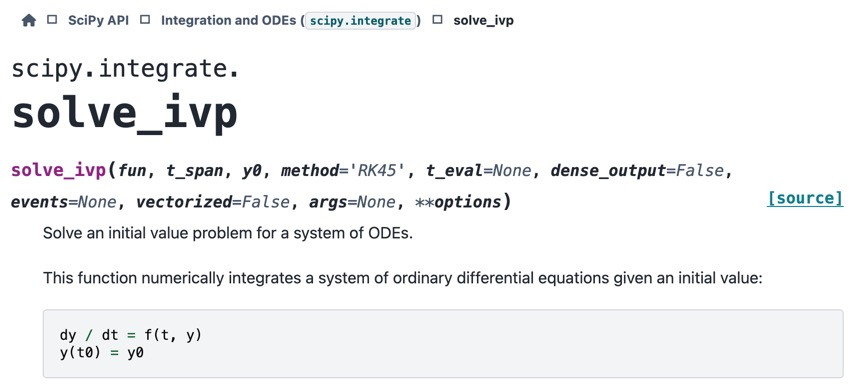 SciPy API Integration and ODEs (scipy.integrate) solve_ivp
scipy.integrate.
solve_ivp
solve_ivp(fun, t_span, y0, method='RK45', t_eval=None, dense_output=False,
events=None, vectorized=False, args=None, **options) [source]
Solve an initial value problem for a system of ODEs.
This function numerically integrates a system of ordinary differential equations given an initial value:
dy / dt = f(t, y)
y(t0) = y0